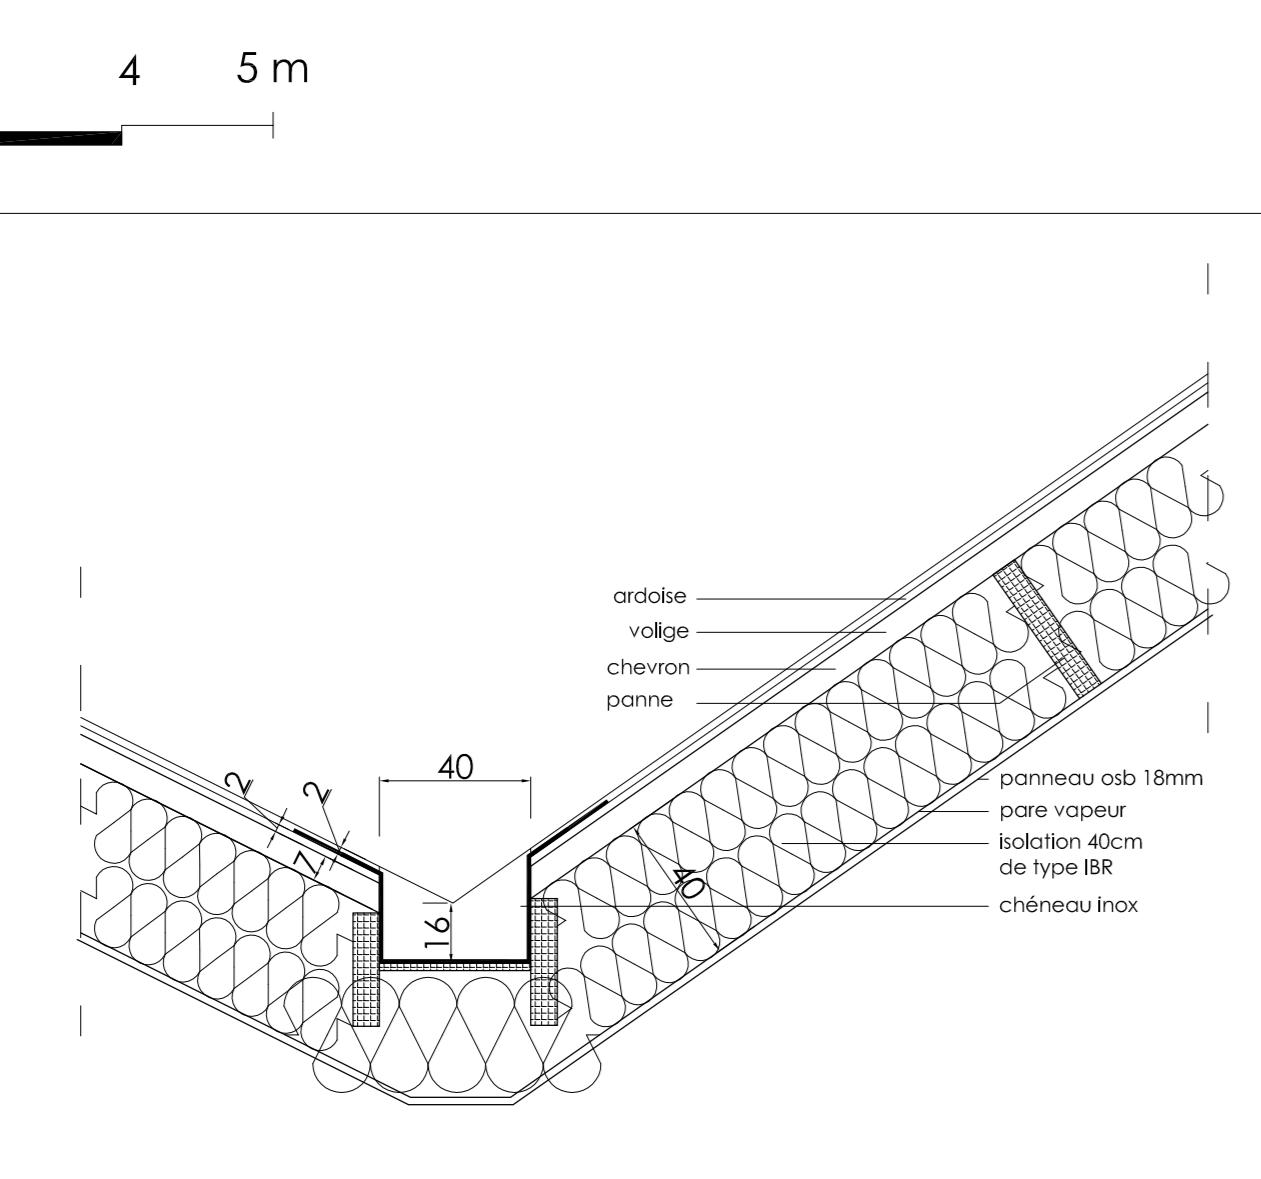 4 5 m
ardoise
volige
chevron
panne
40
2
2
7
16
40
panneau osb 18mm
pare vapeur
isolation 40cm
de type IBR
chéneau inox